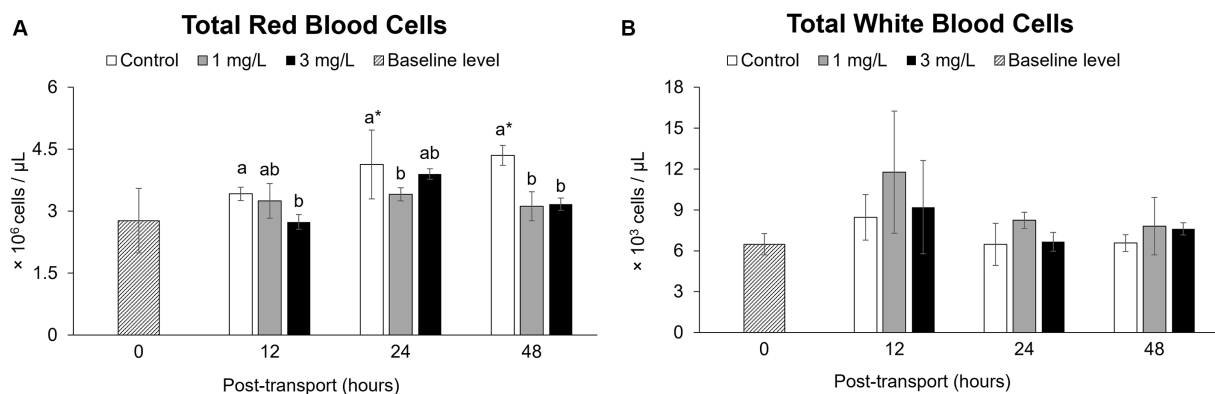 A
Total Red Blood Cells
Control 1 mg/L 3 mg/L Baseline level
× 10⁶ cells / µL
6
4.5
3
1.5
0
a ab b
a* b ab
a* b b
0 12 24 48
Post-transport (hours)
B
Total White Blood Cells
Control 1 mg/L 3 mg/L Baseline level
× 10³ cells / µL
18
15
12
9
6
3
0
0 12 24 48
Post-transport (hours)